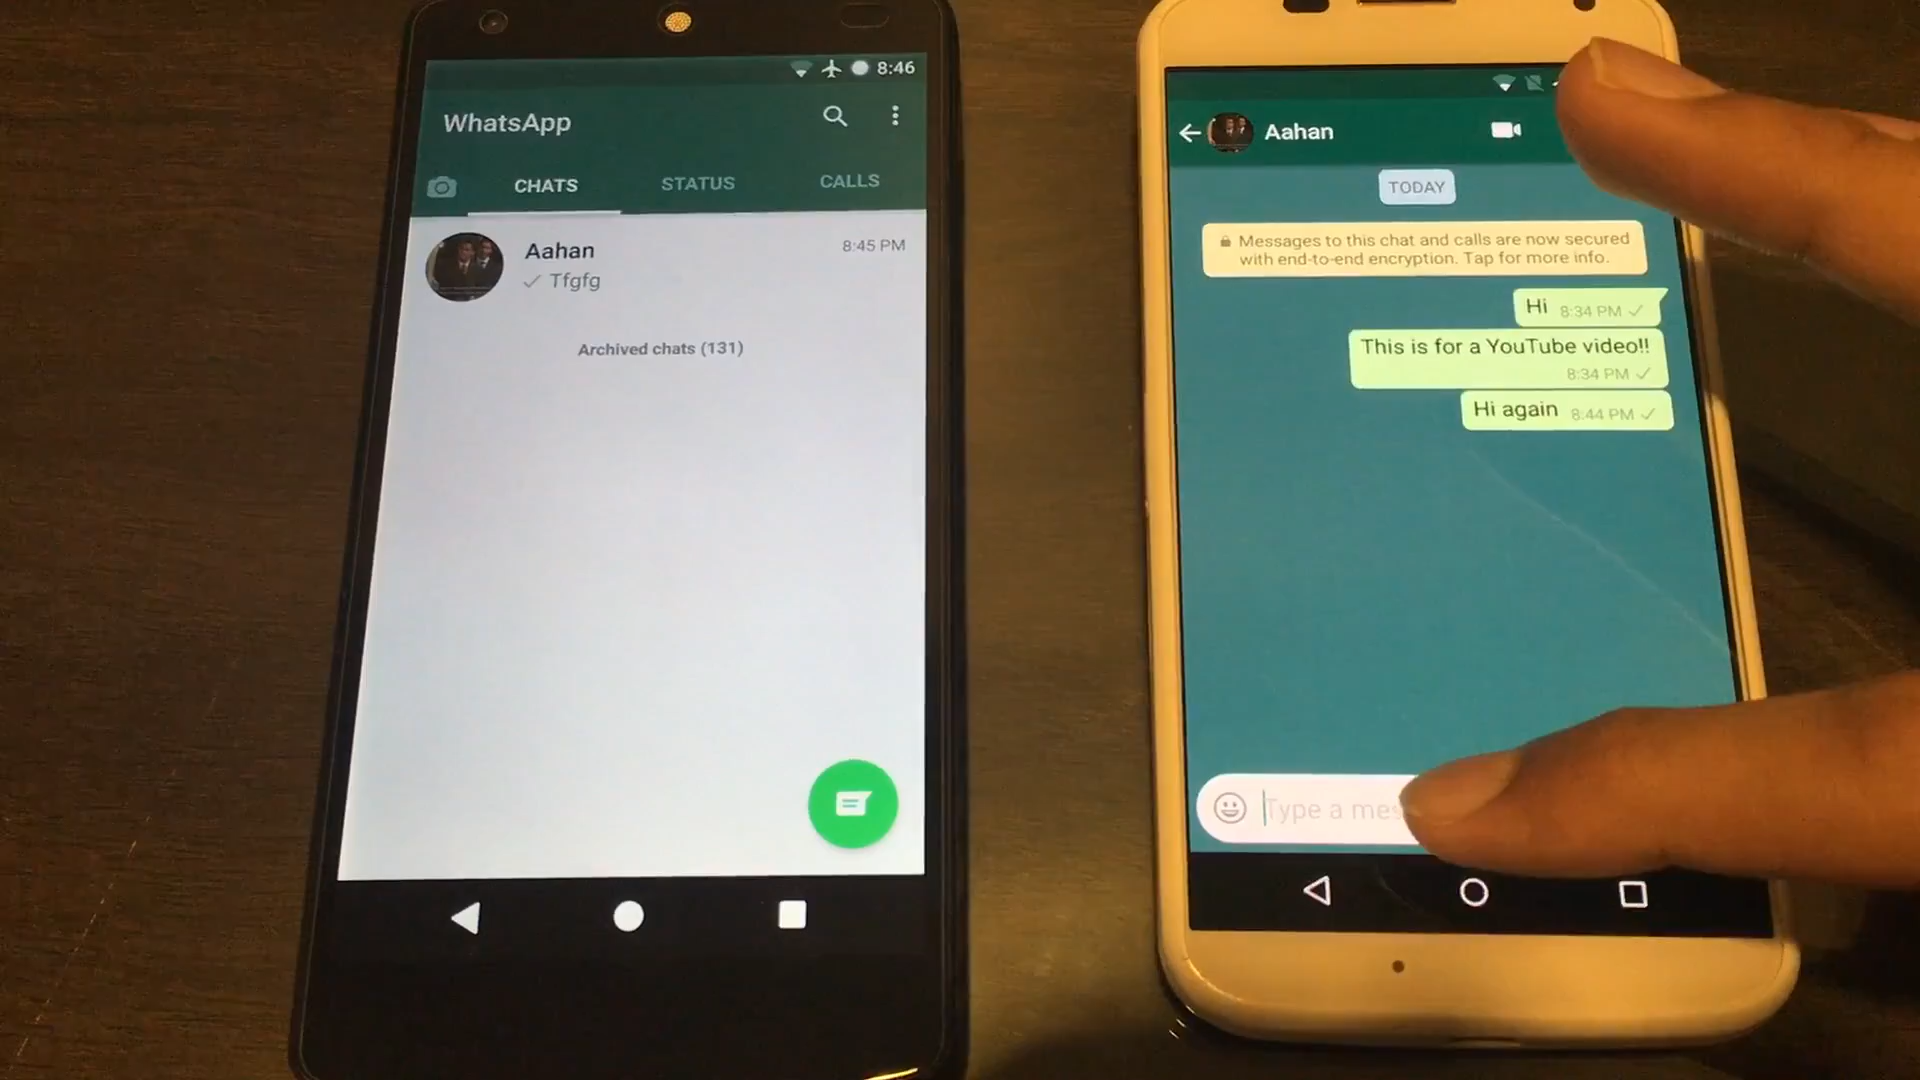 8:46
WhatsApp
CHATS STATUS CALLS
Aahan 8:45 PM
Tfgfg
Archived chats (131)
Aahan
TODAY
Messages to this chat and calls are now secured
with end-to-end encryption. Tap for more info.
Hi 8:34 PM
This is for a YouTube video!!
8:34 PM
Hi again 8:44 PM
Type a mes